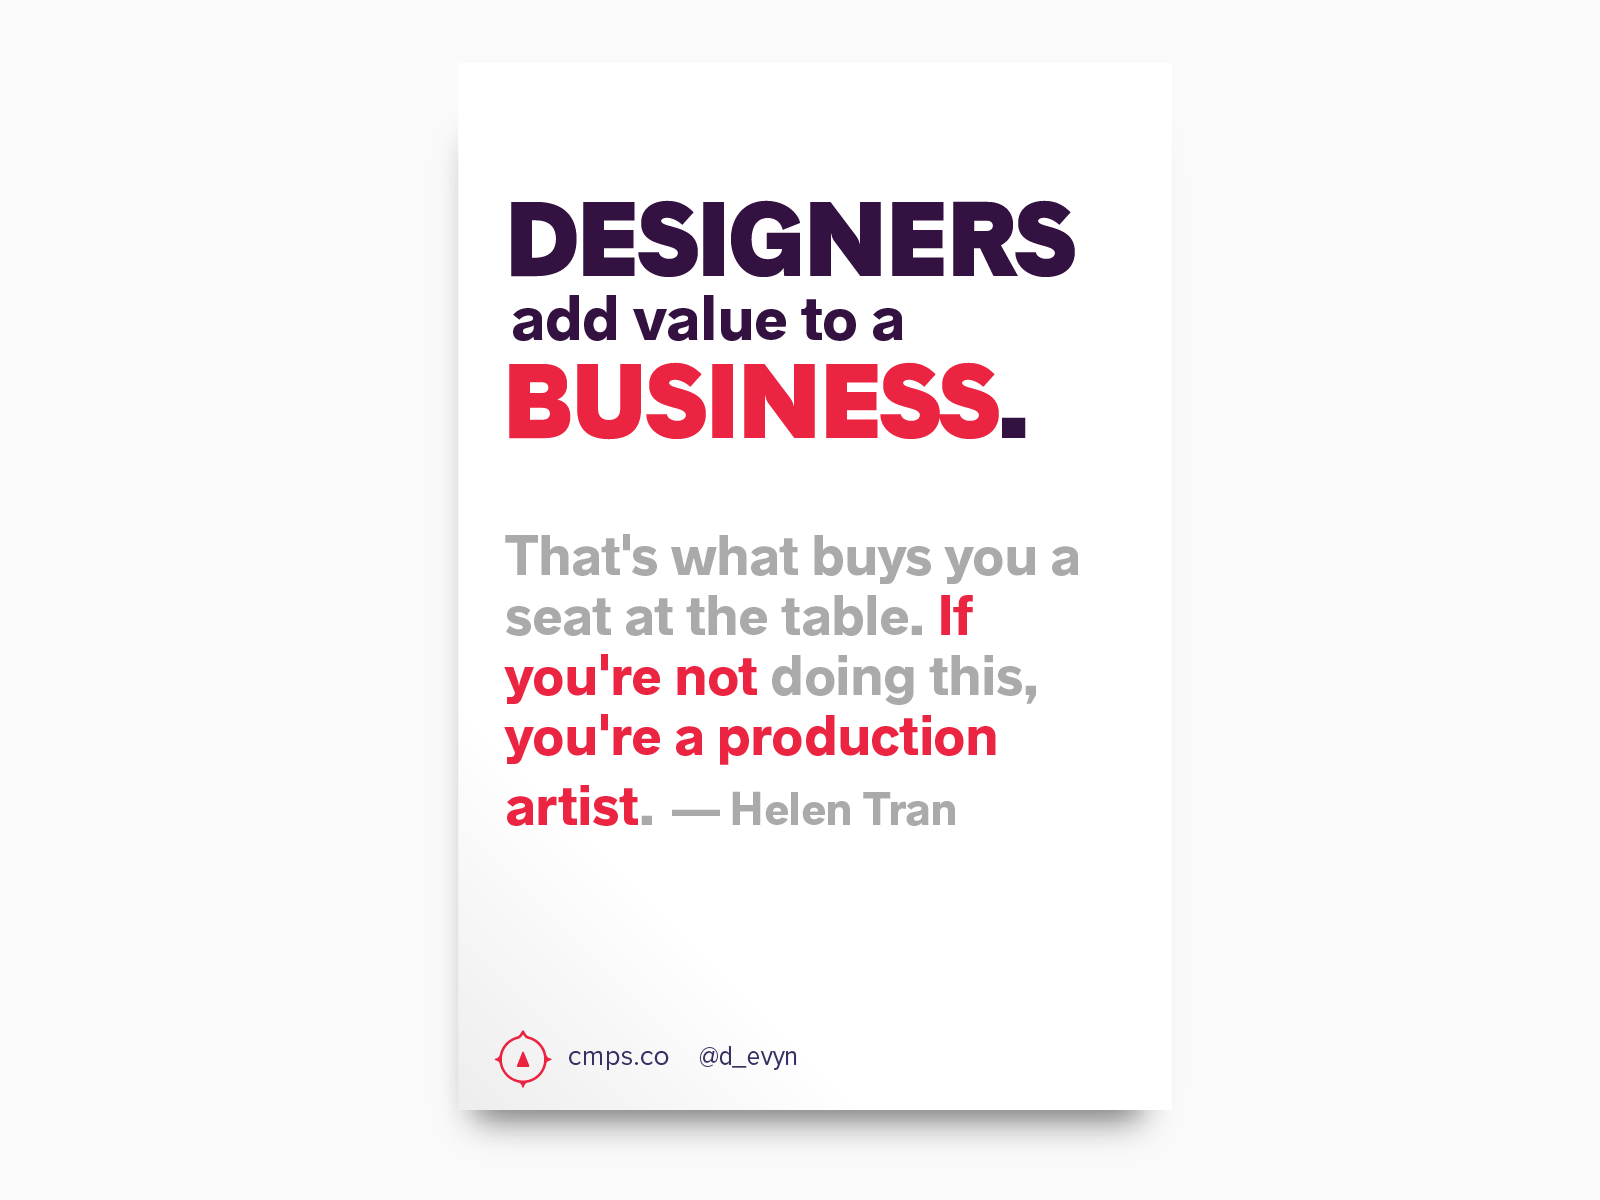 DESIGNERS
add value to a
BUSINESS.
That's what buys you a
seat at the table. If
you're not doing this,
you're a production
artist. — Helen Tran
cmps.co @d_evyn